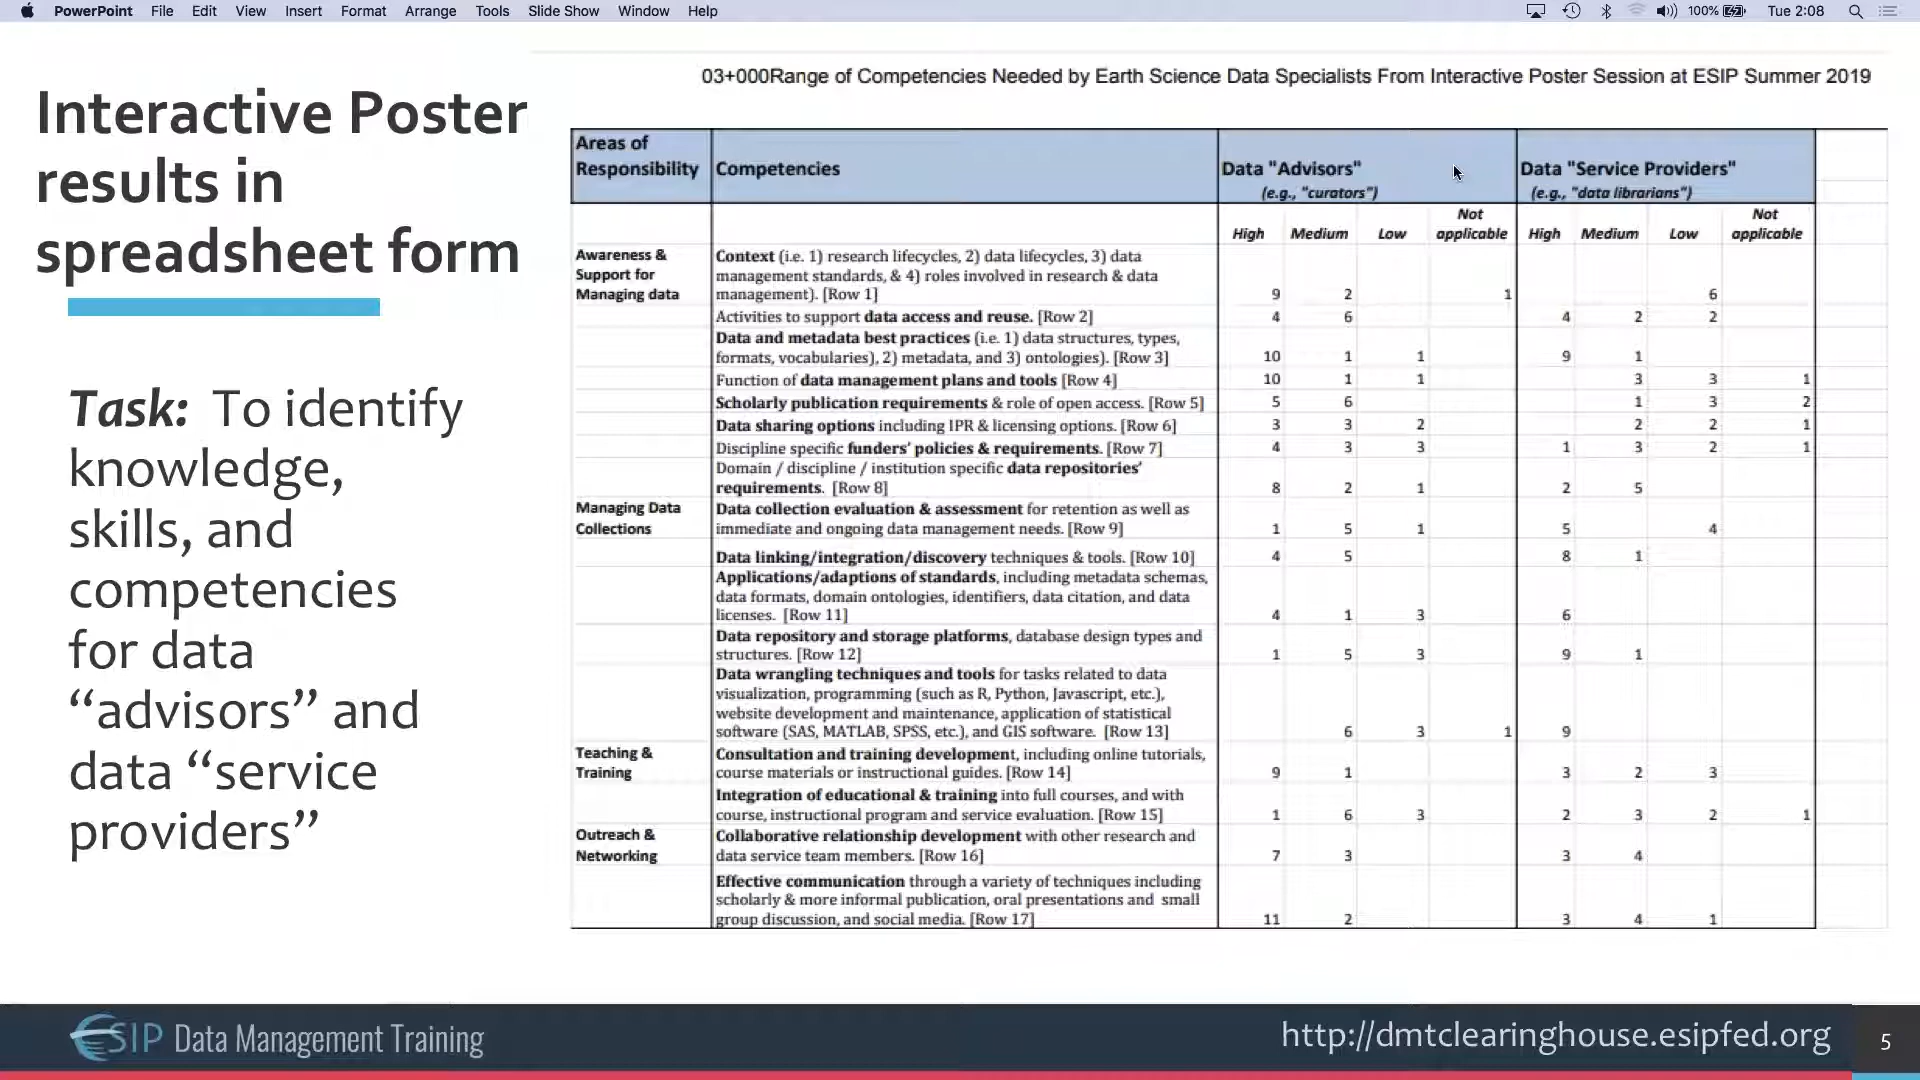 PowerPoint File Edit View Insert Format Arrange Tools Slide Show Window Help 100% Tue 2:08
Interactive Poster
results in
spreadsheet form
Task: To identify
knowledge,
skills, and
competencies
for data
“advisors” and
data “service
providers”
03+000Range of Competencies Needed by Earth Science Data Specialists From Interactive Poster Session at ESIP Summer 2019
Areas of
Responsibility Competencies Data "Advisors" Data "Service Providers"
(e.g., "curators") (e.g., "data librarians")
Not Not
High Medium Low applicable High Medium Low applicable
Awareness & Context (i.e. 1) research lifecycles, 2) data lifecycles, 3) data
Support for management standards, & 4) roles involved in research & data
Managing data management). [Row 1] 9 2 1 6
Activities to support data access and reuse. [Row 2] 4 6 4 2 2
Data and metadata best practices (i.e. 1) data structures, types,
formats, vocabularies), 2) metadata, and 3) ontologies). [Row 3] 10 1 1 9 1
Function of data management plans and tools [Row 4] 10 1 1 3 3 1
Scholarly publication requirements & role of open access. [Row 5] 5 6 1 3 2
Data sharing options including IPR & licensing options. [Row 6] 3 3 2 2 2 1
Discipline specific funders’ policies & requirements. [Row 7] 4 3 3 1 3 2 1
Domain / discipline / institution specific data repositories’
requirements. [Row 8] 8 2 1 2 5
Managing Data Data collection evaluation & assessment for retention as well as
Collections immediate and ongoing data management needs. [Row 9] 1 5 1 5 4
Data linking/integration/discovery techniques & tools. [Row 10] 4 5 8 1
Applications/adaptions of standards, including metadata schemas,
data formats, domain ontologies, identifiers, data citation, and data
licenses. [Row 11] 4 1 3 6
Data repository and storage platforms, database design types and
structures. [Row 12] 1 5 3 9 1
Data wrangling techniques and tools for tasks related to data
visualization, programming (such as R, Python, Javascript, etc.),
website development and maintenance, application of statistical
software (SAS, MATLAB, SPSS, etc.), and GIS software. [Row 13] 6 3 1 9
Teaching & Consultation and training development, including online tutorials,
Training course materials or instructional guides. [Row 14] 9 1 3 2 3
Integration of educational & training into full courses, and with
course, instructional program and service evaluation. [Row 15] 1 6 3 2 3 2 1
Outreach & Collaborative relationship development with other research and
Networking data service team members. [Row 16] 7 3 3 4
Effective communication through a variety of techniques including
scholarly & more informal publication, oral presentations and small
group discussion, and social media. [Row 17] 11 2 3 4 1
ESIP Data Management Training http://dmtclearinghouse.esipfed.org 5